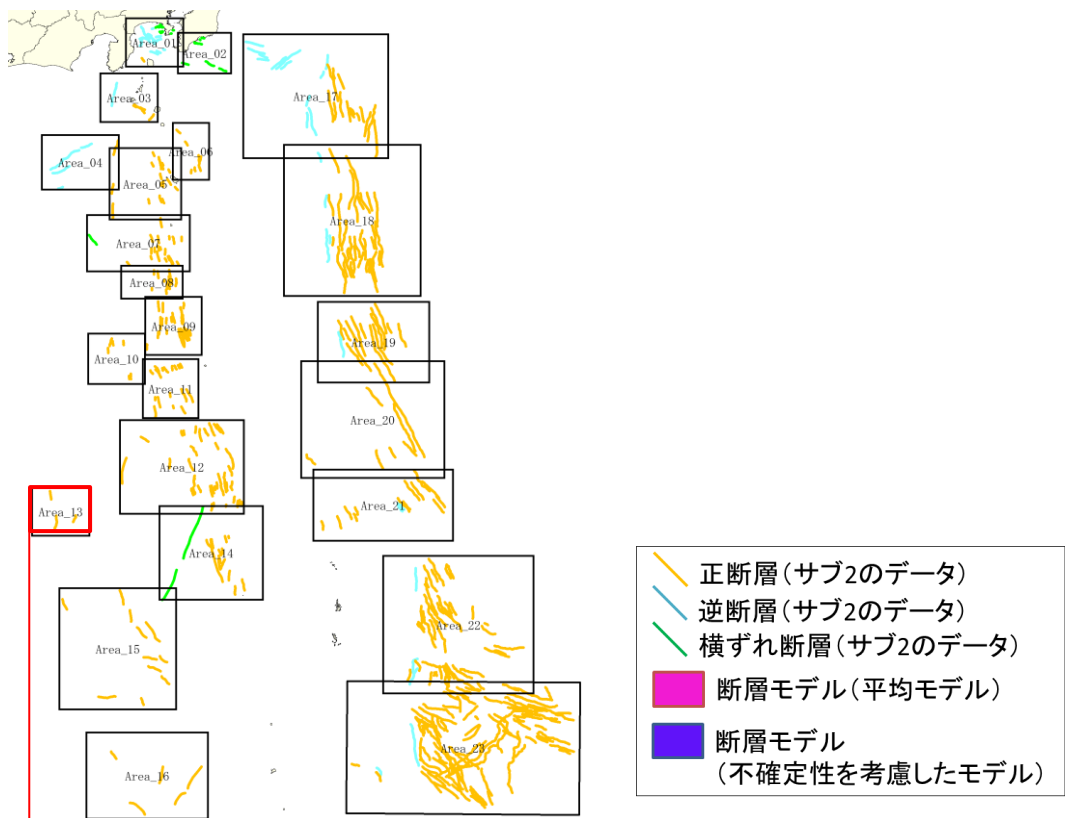 Area_01
Area_02
Area_03
Area_04
Area_05
Area_06
Area_07
Area_08
Area_09
Area_10
Area_11
Area_12
Area_13
Area_14
Area_15
Area_16
Area_17
Area_18
Area_19
Area_20
Area_21
Area_22
Area_23
正断層(サブ2のデータ)
逆断層(サブ2のデータ)
横ずれ断層(サブ2のデータ)
断層モデル(平均モデル)
断層モデル
(不確定性を考慮したモデル)